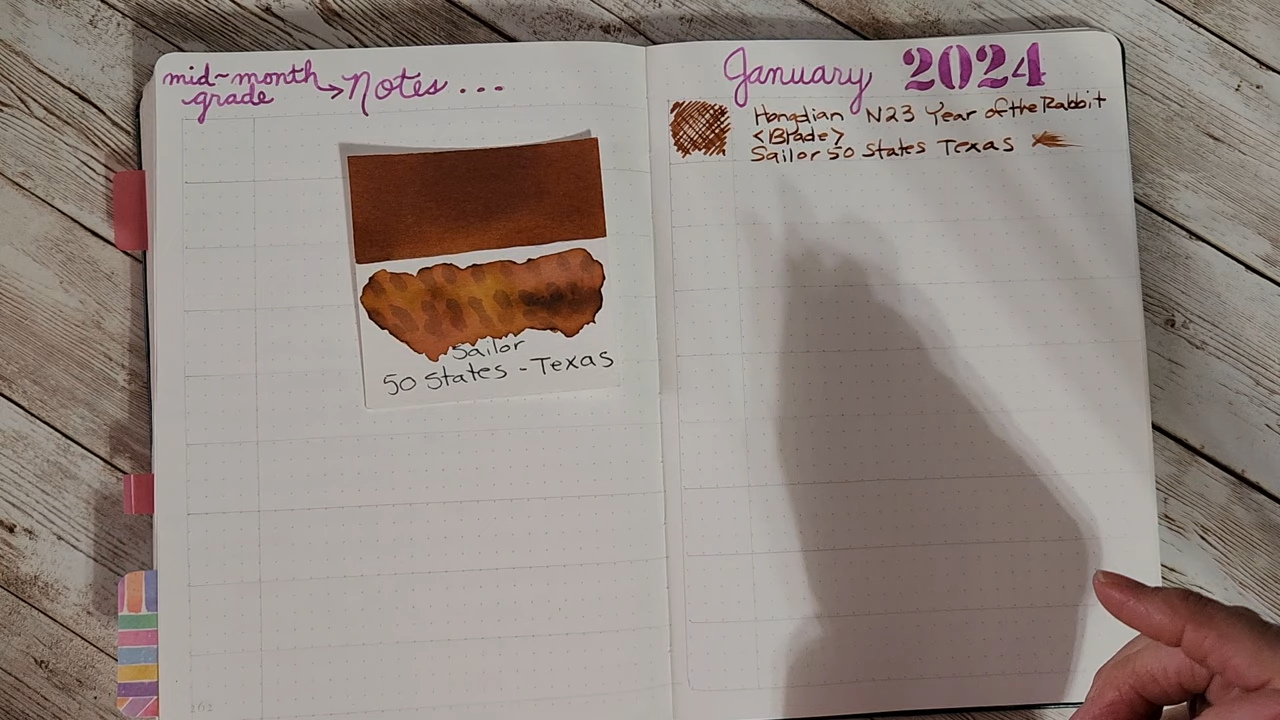 mid~month
grade → Notes ...
Sailor
50 States - Texas
262
January 2024
Hongdian N23 Year of the Rabbit
<Blade>
Sailor 50 States Texas